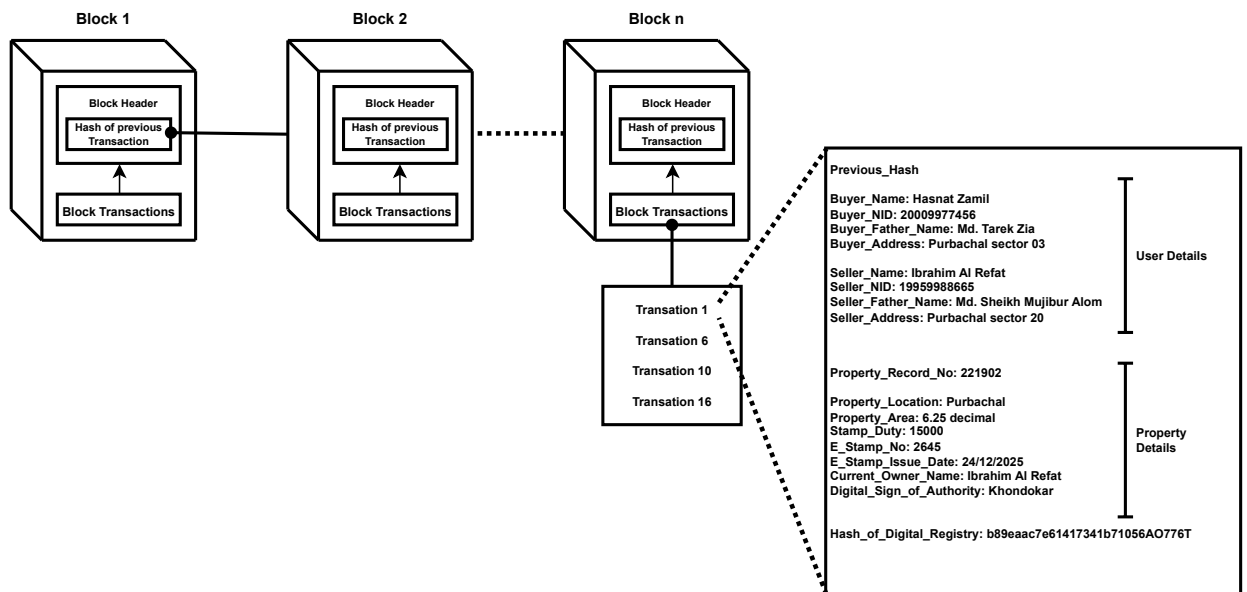 Block 1
Block 2
Block n
Block Header
Hash of previous
Transaction
Block Transactions
Block Header
Hash of previous
Transaction
Block Transactions
Block Header
Hash of previous
Transaction
Block Transactions
Transation 1
Transation 6
Transation 10
Transation 16
Previous_Hash
Buyer_Name: Hasnat Zamil
Buyer_NID: 20009977456
Buyer_Father_Name: Md. Tarek Zia
Buyer_Address: Purbachal sector 03
Seller_Name: Ibrahim Al Refat
Seller_NID: 19959988665
Seller_Father_Name: Md. Sheikh Mujibur Alom
Seller_Address: Purbachal sector 20
User Details
Property_Record_No: 221902
Property_Location: Purbachal
Property_Area: 6.25 decimal
Stamp_Duty: 15000
E_Stamp_No: 2645
E_Stamp_Issue_Date: 24/12/2025
Current_Owner_Name: Ibrahim Al Refat
Digital_Sign_of_Authority: Khondokar
Property
Details
Hash_of_Digital_Registry: b89eaac7e61417341b71056AO776T